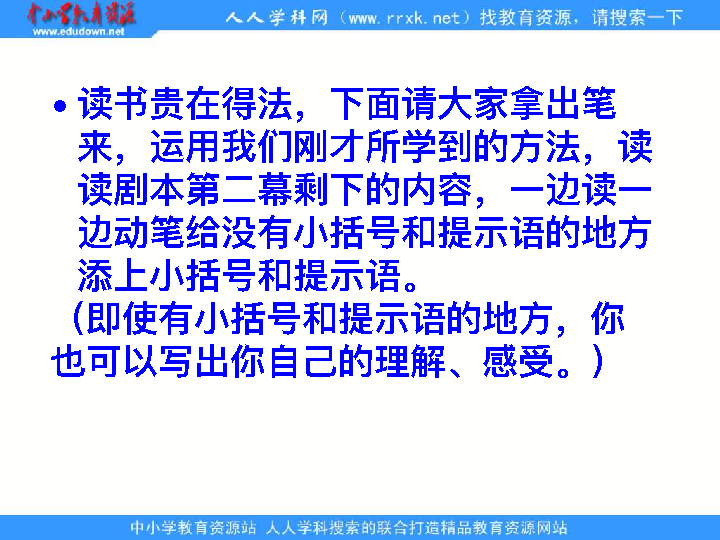 中小学教育资源
www.edudown.net
人人学科网（www.rrxk.net）找教育资源，请搜索一下
• 读书贵在得法，下面请大家拿出笔
来，运用我们刚才所学到的方法，读
读剧本第二幕剩下的内容，一边读一
边动笔给没有小括号和提示语的地方
添上小括号和提示语。
（即使有小括号和提示语的地方，你
也可以写出你自己的理解、感受。）
中小学教育资源站 人人学科搜索的联合打造精品教育资源网站